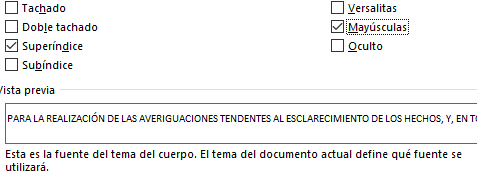 Tachado
Versalitas
Doble tachado
Mayúsculas
Superíndice
Oculto
Subíndice
Vista previa
PARA LA REALIZACIÓN DE LAS AVERIGUACIONES TENDENTES AL ESCLARECIMIENTO DE LOS HECHOS, Y, EN
Esta es la fuente del tema del cuerpo. El tema del documento actual define qué fuente se
utilizará.